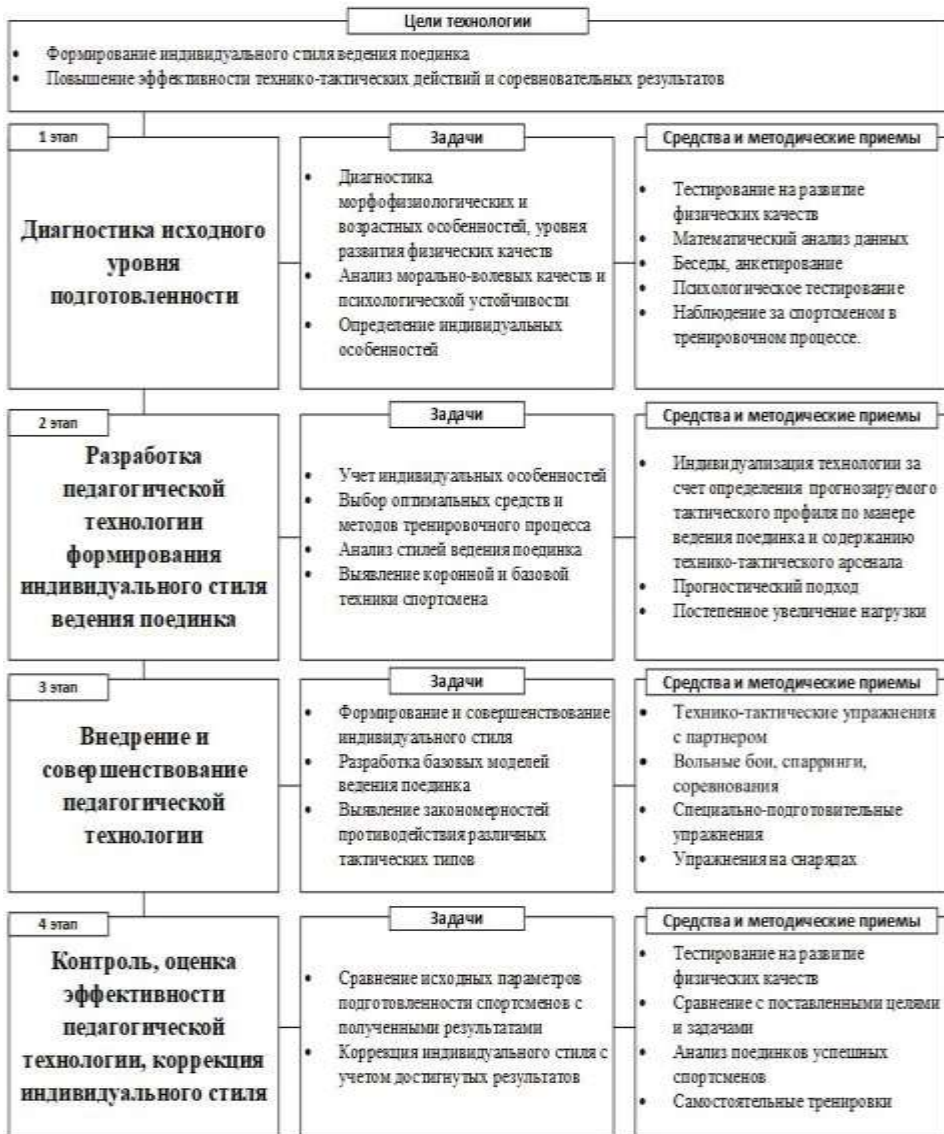 Цели технологии
• Формирование индивидуального стиля ведения поединка
• Повышение эффективности технико-тактических действий и соревновательных результатов
1 этап
Диагностика исходного
уровня
подготовленности
Задачи
• Диагностика
морфофизиологических и
возрастных особенностей, уровня
развития физических качеств
• Анализ морально-волевых качеств и
психологической устойчивости
• Определение индивидуальных
особенностей
Средства и методические приемы
• Тестирование на развитие
физических качеств
• Математический анализ данных
• Беседы, анкетирование
• Психологическое тестирование
• Наблюдение за спортсменом в
тренировочном процессе.
2 этап
Разработка
педагогической
технологии
формирования
индивидуального стиля
ведения поединка
Задачи
• Учет индивидуальных особенностей
• Выбор оптимальных средств и
методов тренировочного процесса
• Анализ стилей ведения поединка
• Выявление коронной и базовой
техники спортсмена
Средства и методические приемы
• Индивидуализация технологии за
счет определения прогнозируемого
тактического профиля по манере
ведения поединка и содержанию
технико-тактического арсенала
• Прогностический подход
• Постепенное увеличение нагрузки
3 этап
Внедрение и
совершенствование
педагогической
технологии
Задачи
• Формирование и совершенствование
индивидуального стиля
• Разработка базовых моделей
ведения поединка
• Выявление закономерностей
противодействия различных
тактических типов
Средства и методические приемы
• Технико-тактические упражнения
с партнером
• Вольные бои, спарринги,
соревнования
• Специально-подготовительные
упражнения
• Упражнения на снарядах
4 этап
Контроль, оценка
эффективности
педагогической
технологии, коррекция
индивидуального стиля
Задачи
• Сравнение исходных параметров
подготовленности спортсменов с
полученными результатами
• Коррекция индивидуального стиля с
учетом достигнутых результатов
Средства и методические приемы
• Тестирование на развитие
физических качеств
• Сравнение с поставленными целями
и задачами
• Анализ поединков успешных
спортсменов
• Самостоятельные тренировки